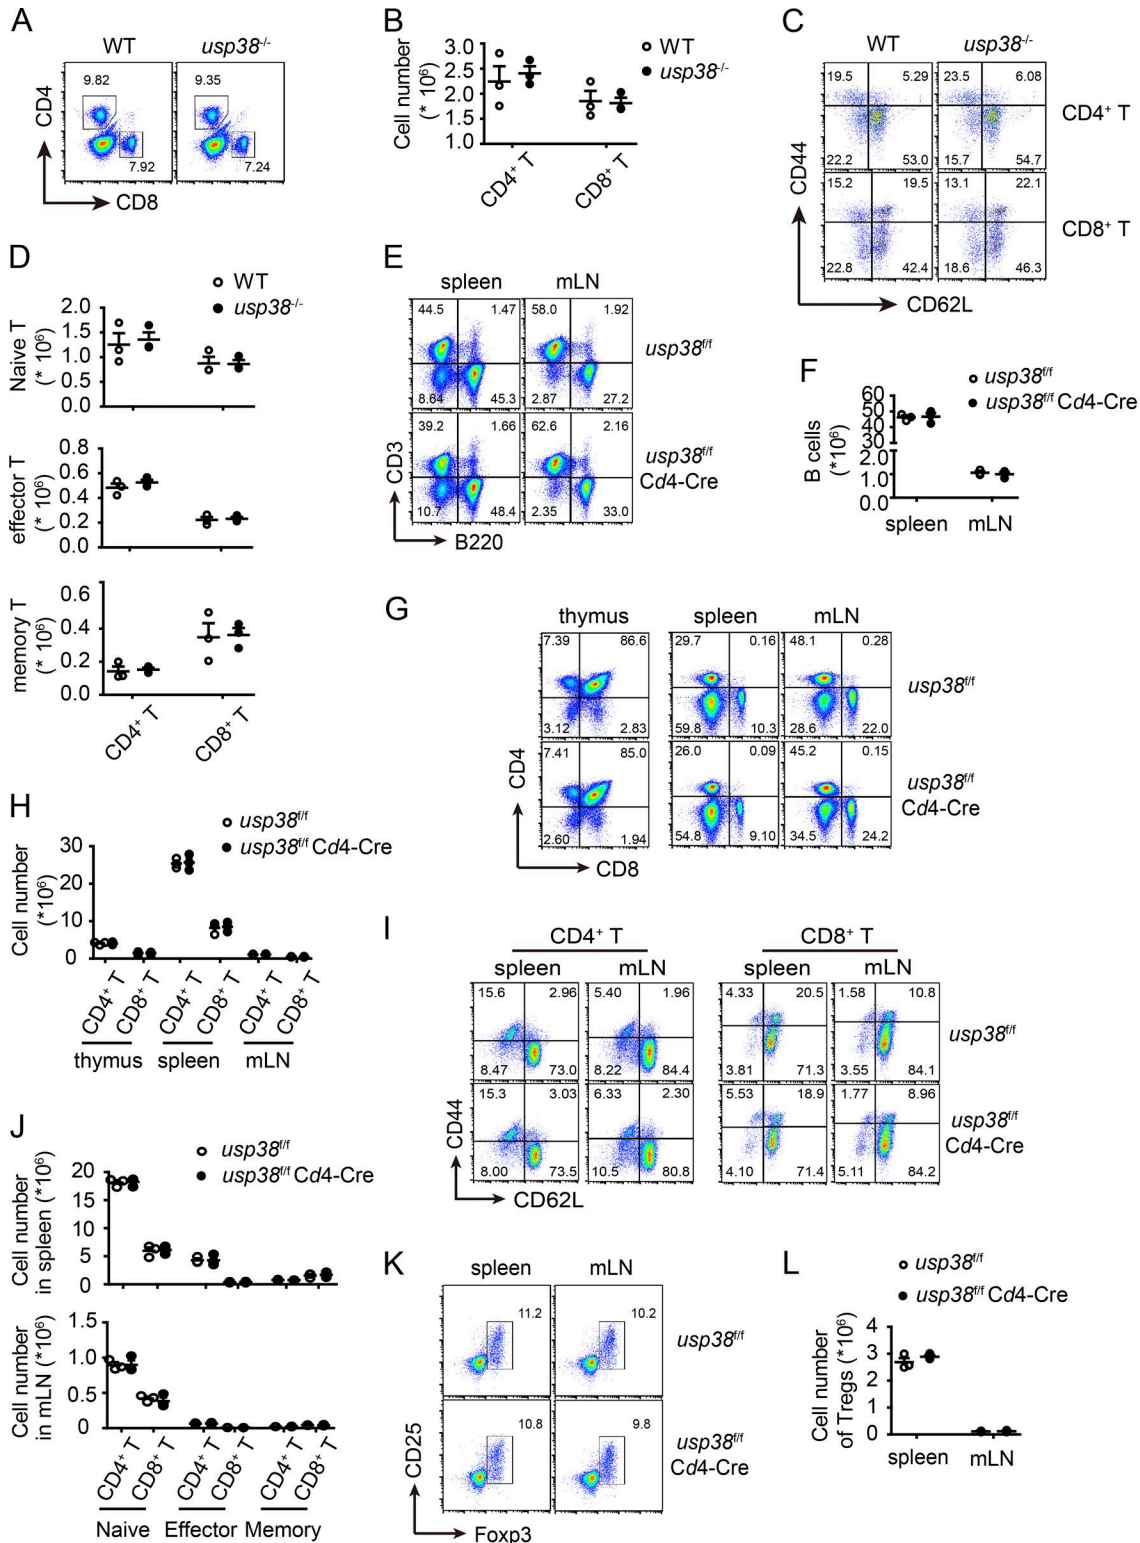 A
WT usp38-/-
9.82 9.35
7.92 7.24
CD4
CD8
B
Cell number
(* 10⁶)
3.0
2.5
2.0
1.5
1.0
WT
usp38-/-
CD4⁺ T CD8⁺ T
C
WT usp38-/-
19.5 5.29 23.5 6.08
CD4⁺ T
22.2 53.0 15.7 54.7
15.2 19.5 13.1 22.1
CD8⁺ T
22.8 42.4 18.6 46.3
CD44
CD62L
D
WT
usp38-/-
Naive T
(* 10⁶)
2.0
1.5
1.0
0.5
0.0
effector T
(* 10⁶)
0.8
0.6
0.4
0.2
0.0
memory T
(* 10⁶)
0.6
0.4
0.2
0.0
CD4⁺ T CD8⁺ T
E
spleen mLN
44.5 1.47 58.0 1.92
usp38f/f
8.64 45.3 2.87 27.2
39.2 1.66 62.6 2.16
usp38f/f
Cd4-Cre
10.7 48.4 2.35 33.0
CD3
B220
F
usp38f/f
usp38f/f Cd4-Cre
B cells
(*10⁶)
60
50
40
30
2.0
1.0
0.0
spleen mLN
G
thymus spleen mLN
7.39 86.6 29.7 0.16 48.1 0.28
usp38f/f
3.12 2.83 59.8 10.3 28.6 22.0
7.41 85.0 26.0 0.09 45.2 0.15
usp38f/f
Cd4-Cre
2.60 1.94 54.8 9.10 34.5 24.2
CD4
CD8
H
usp38f/f
usp38f/f Cd4-Cre
Cell number
(*10⁶)
30
20
10
0
CD4⁺ T CD8⁺ T CD4⁺ T CD8⁺ T CD4⁺ T CD8⁺ T
thymus spleen mLN
I
CD4⁺ T CD8⁺ T
spleen mLN spleen mLN
15.6 2.96 5.40 1.96 4.33 20.5 1.58 10.8
usp38f/f
8.47 73.0 8.22 84.4 3.81 71.3 3.55 84.1
15.3 3.03 6.33 2.30 5.53 18.9 1.77 8.96
usp38f/f
Cd4-Cre
8.00 73.5 10.5 80.8 4.10 71.4 5.11 84.2
CD44
CD62L
J
usp38f/f
usp38f/f Cd4-Cre
Cell number
in spleen (*10⁶)
20
15
10
5
0
Cell number
in mLN (*10⁶)
1.5
1.0
0.5
0
CD4⁺ T CD8⁺ T CD4⁺ T CD8⁺ T CD4⁺ T CD8⁺ T
Naive Effector Memory
K
spleen mLN
11.2 10.2
usp38f/f
10.8 9.8
usp38f/f
Cd4-Cre
CD25
Foxp3
L
usp38f/f
usp38f/f Cd4-Cre
Cell number
of Tregs (*10⁶)
4
3
2
1
0
spleen mLN